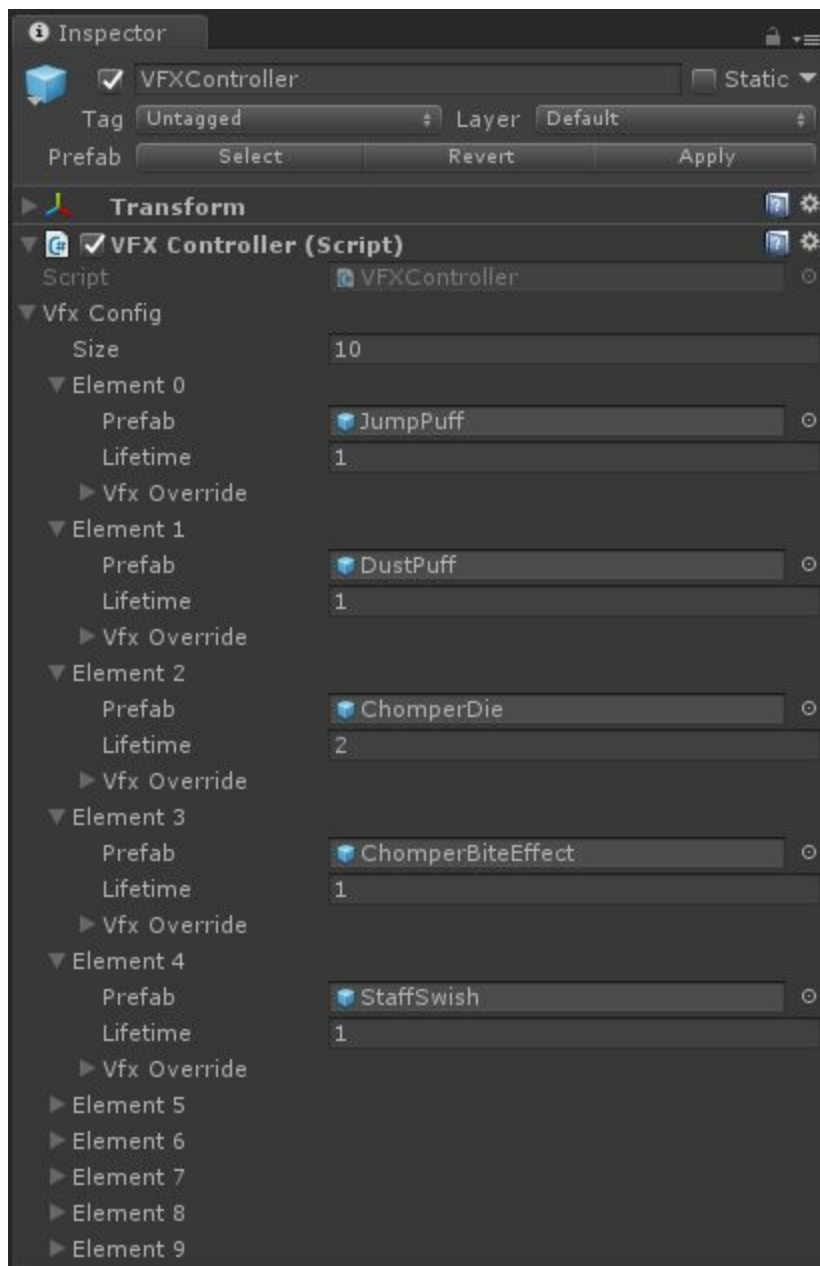 Inspector
VFXController Static
Tag Untagged Layer Default
Prefab Select Revert Apply
Transform
VFX Controller (Script)
Script VFXController
Vfx Config
Size 10
Element 0
Prefab JumpPuff
Lifetime 1
Vfx Override
Element 1
Prefab DustPuff
Lifetime 1
Vfx Override
Element 2
Prefab ChomperDie
Lifetime 2
Vfx Override
Element 3
Prefab ChomperBiteEffect
Lifetime 1
Vfx Override
Element 4
Prefab StaffSwish
Lifetime 1
Vfx Override
Element 5
Element 6
Element 7
Element 8
Element 9